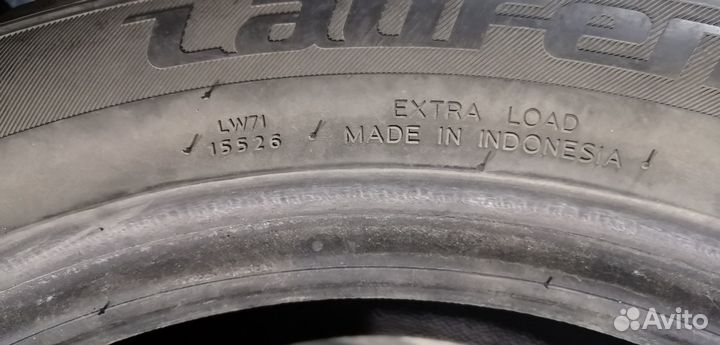 Laufen
LW71
15526
EXTRA LOAD
MADE IN INDONESIA
Avito